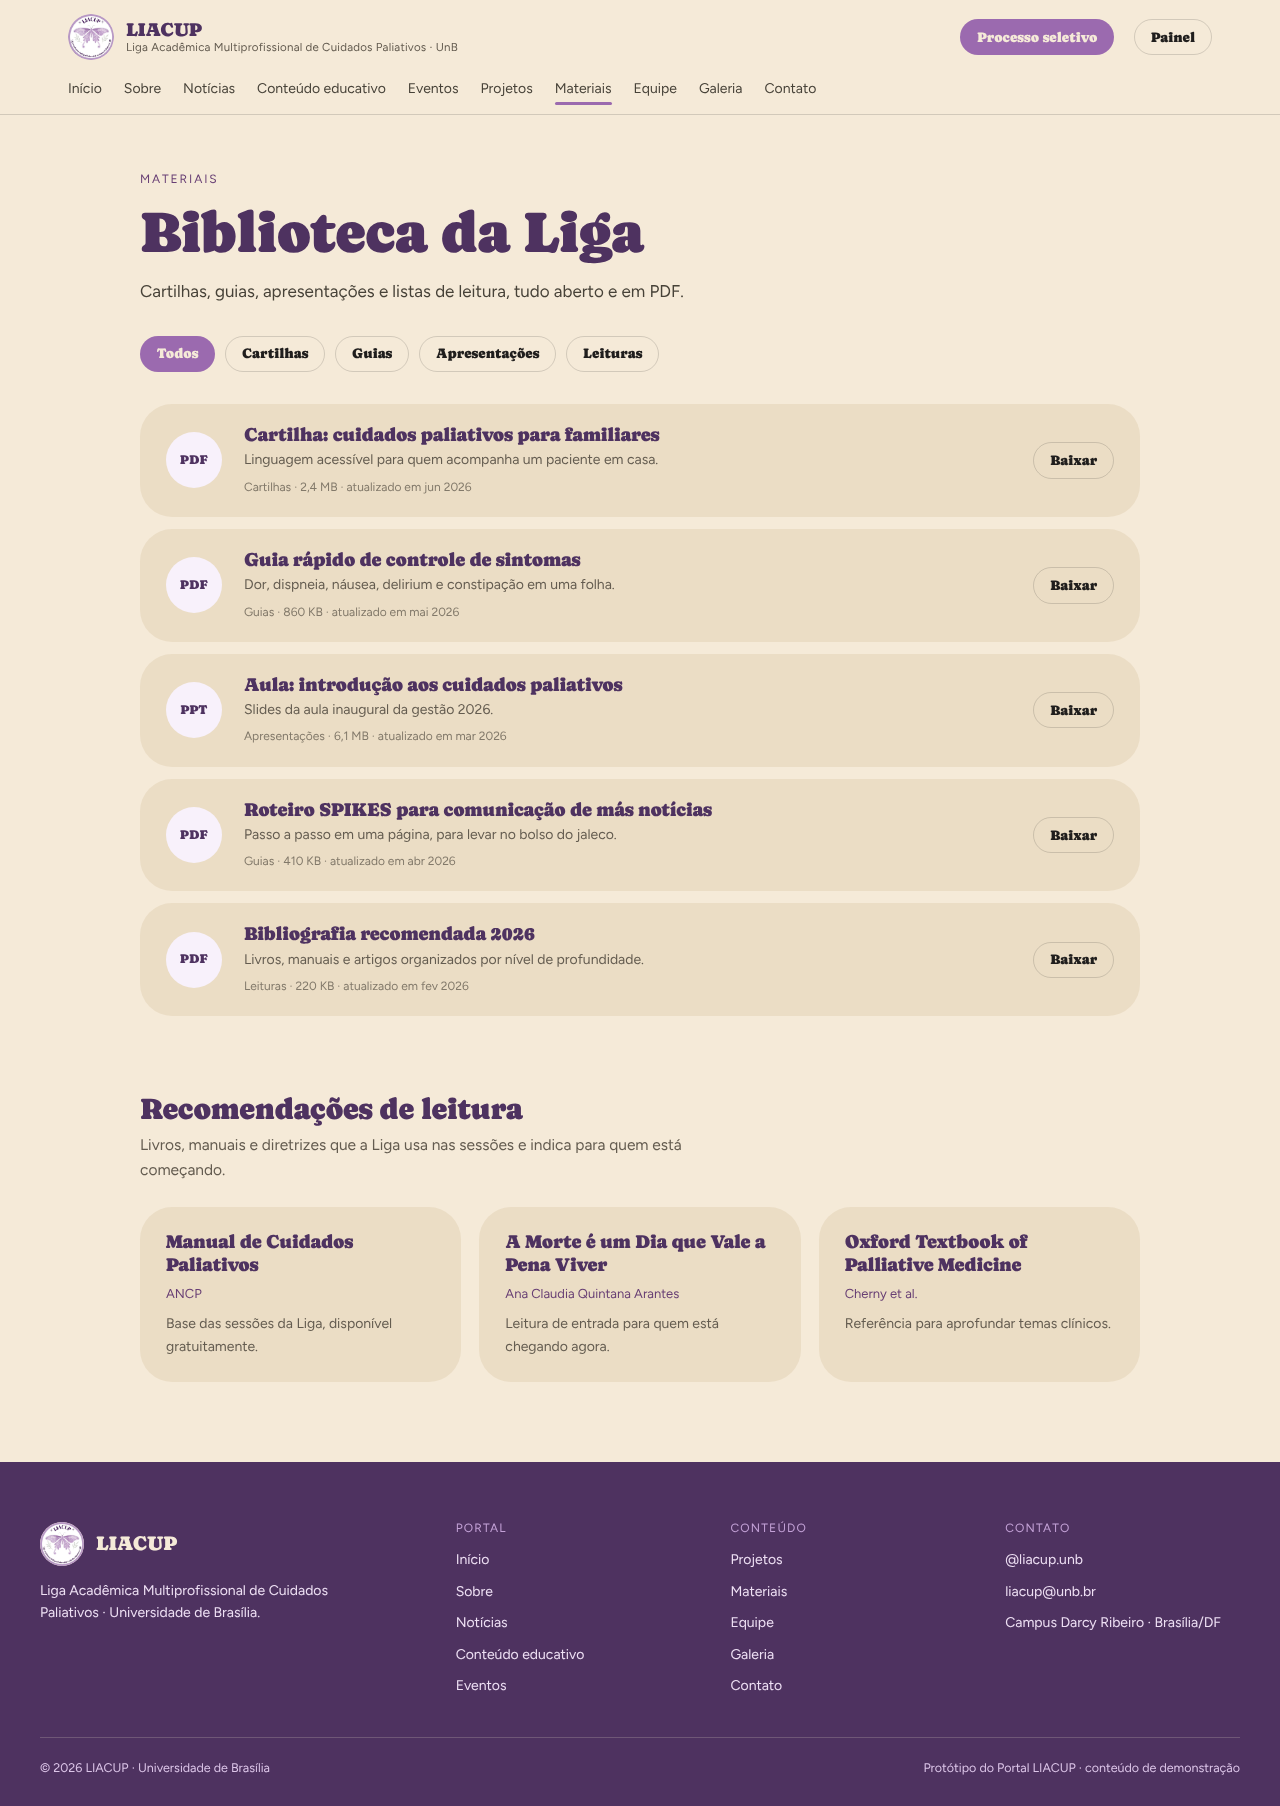 LIACUP
Liga Acadêmica Multiprofissional de Cuidados Paliativos · UnB
Processo seletivo
Painel
Início
Sobre
Notícias
Conteúdo educativo
Eventos
Projetos
Materiais
Equipe
Galeria
Contato
MATERIAIS
Biblioteca da Liga
Cartilhas, guias, apresentações e listas de leitura, tudo aberto e em PDF.
Todos
Cartilhas
Guias
Apresentações
Leituras
PDF
Cartilha: cuidados paliativos para familiares
Linguagem acessível para quem acompanha um paciente em casa.
Cartilhas · 2,4 MB · atualizado em jun 2026
Baixar
PDF
Guia rápido de controle de sintomas
Dor, dispneia, náusea, delirium e constipação em uma folha.
Guias · 860 KB · atualizado em mai 2026
Baixar
PPT
Aula: introdução aos cuidados paliativos
Slides da aula inaugural da gestão 2026.
Apresentações · 6,1 MB · atualizado em mar 2026
Baixar
PDF
Roteiro SPIKES para comunicação de más notícias
Passo a passo em uma página, para levar no bolso do jaleco.
Guias · 410 KB · atualizado em abr 2026
Baixar
PDF
Bibliografia recomendada 2026
Livros, manuais e artigos organizados por nível de profundidade.
Leituras · 220 KB · atualizado em fev 2026
Baixar
Recomendações de leitura
Livros, manuais e diretrizes que a Liga usa nas sessões e indica para quem está
começando.
Manual de Cuidados
Paliativos
ANCP
Base das sessões da Liga, disponível
gratuitamente.
A Morte é um Dia que Vale a
Pena Viver
Ana Claudia Quintana Arantes
Leitura de entrada para quem está
chegando agora.
Oxford Textbook of
Palliative Medicine
Cherny et al.
Referência para aprofundar temas clínicos.
LIACUP
Liga Acadêmica Multiprofissional de Cuidados
Paliativos · Universidade de Brasília.
PORTAL
Início
Sobre
Notícias
Conteúdo educativo
Eventos
CONTEÚDO
Projetos
Materiais
Equipe
Galeria
Contato
CONTATO
@liacup.unb
liacup@unb.br
Campus Darcy Ribeiro · Brasília/DF
© 2026 LIACUP · Universidade de Brasília
Protótipo do Portal LIACUP · conteúdo de demonstração